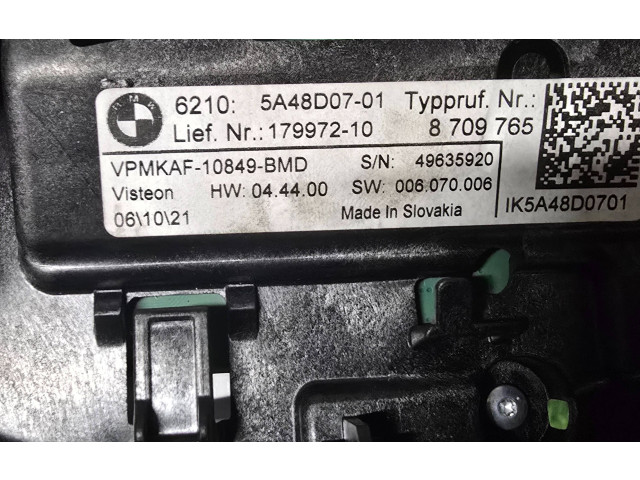 BMW
6210: 5A48D07-01 Typpruf. Nr.:
Lief. Nr.:179972-10 8 709 765
VPMKAF-10849-BMD S/N: 49635920
Visteon HW: 04.44.00 SW: 006.070.006
06\10\21 Made In Slovakia
IK5A48D0701